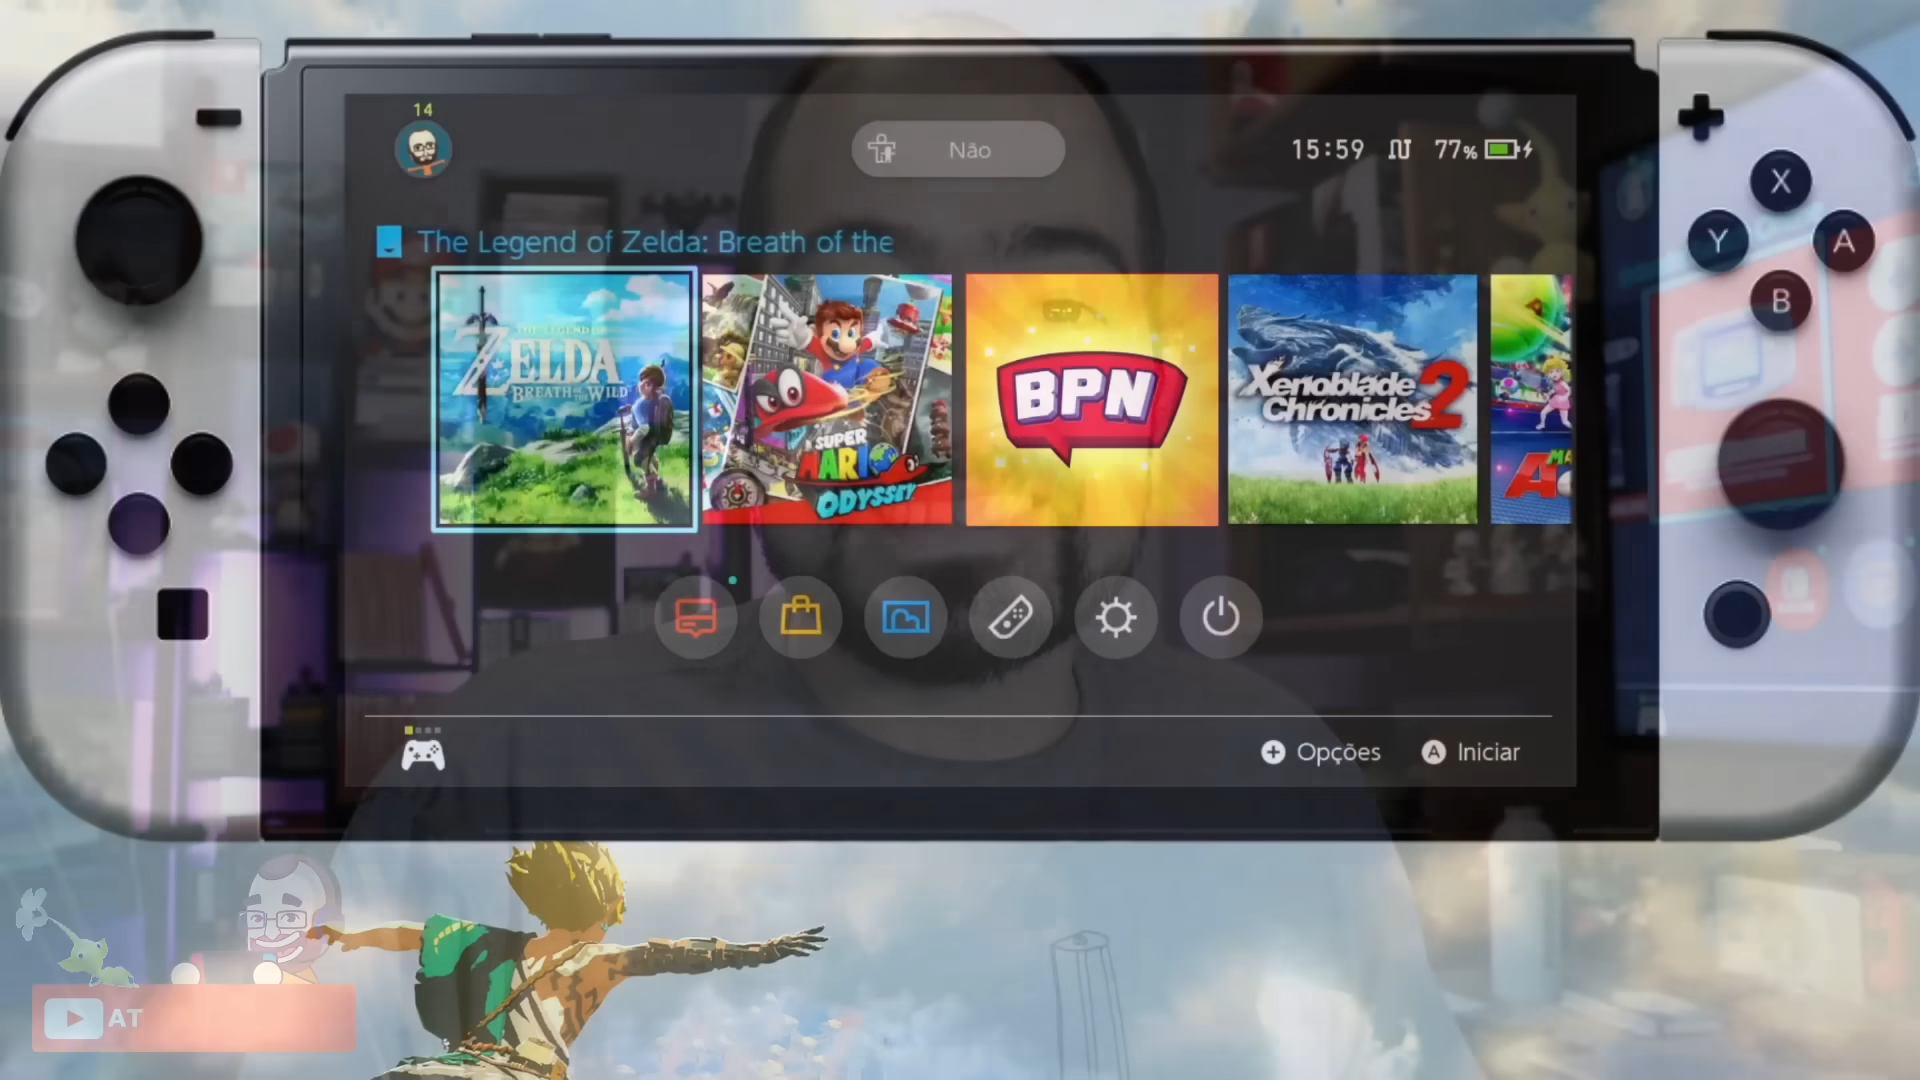 14
Não
15:59 77%
The Legend of Zelda: Breath of the
THE LEGEND OF
ZELDA
BREATH OF THE WILD
SUPER
MARIO
ODYSSEY
BPN
Xenoblade
Chronicles 2
MA
A
X
Y
A
B
+ Opções
A Iniciar
AT